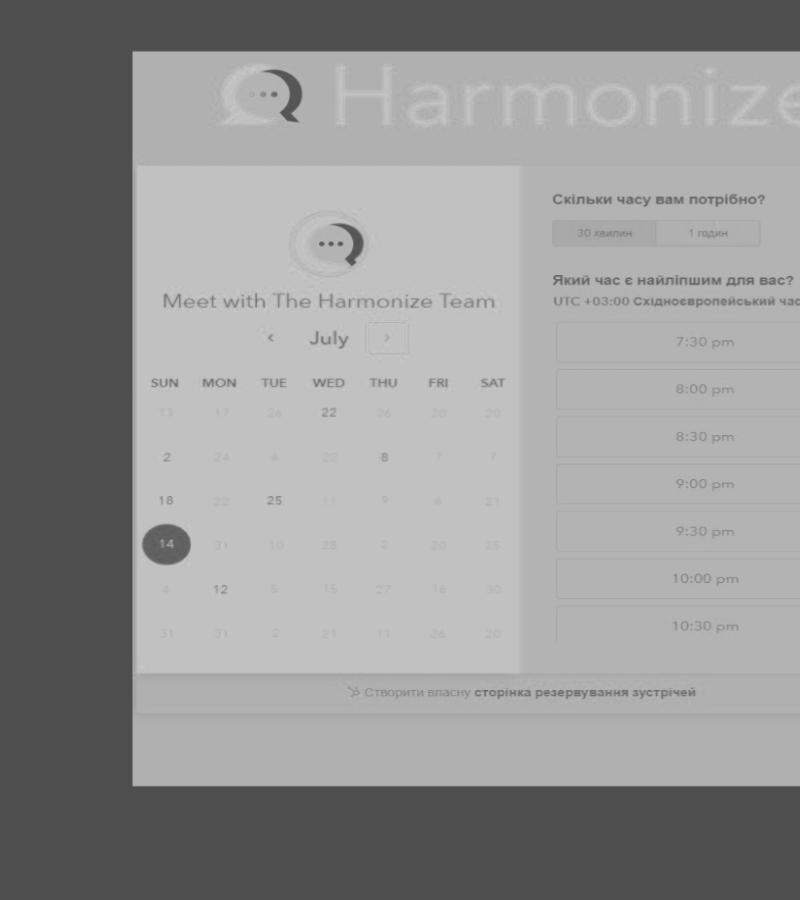 Harmonize
Meet with The Harmonize Team
July
SUN MON TUE WED THU FRI SAT
13 17 26 22 26 20 20
2 24 4 22 8 7 7
18 22 25 11 9 6 21
14 31 10 28 2 20 25
4 12 5 15 27 16 30
31 31 2 21 11 26 20
Скільки часу вам потрібно?
30 хвилин 1 годин
Який час є найліпшим для вас?
UTC +03:00 Східноєвропейський час
7:30 pm
8:00 pm
8:30 pm
9:00 pm
9:30 pm
10:00 pm
10:30 pm
Створити власну сторінка резервування зустрічей